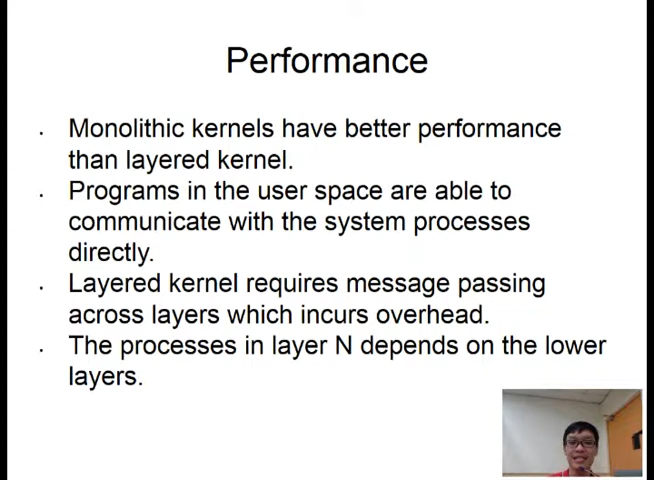 Performance
· Monolithic kernels have better performance
than layered kernel.
· Programs in the user space are able to
communicate with the system processes
directly.
· Layered kernel requires message passing
across layers which incurs overhead.
· The processes in layer N depends on the lower
layers.